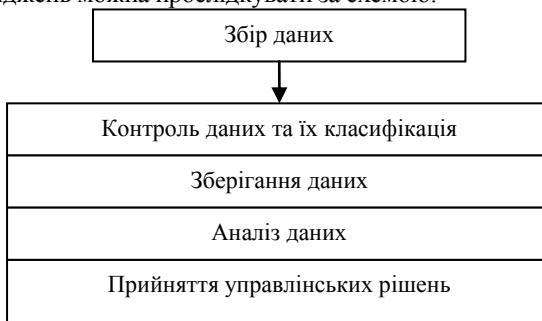 можна прослідкувати за схемою.
Збір даних
Контроль даних та їх класифікація
Зберігання даних
Аналіз даних
Прийняття управлінських рішень